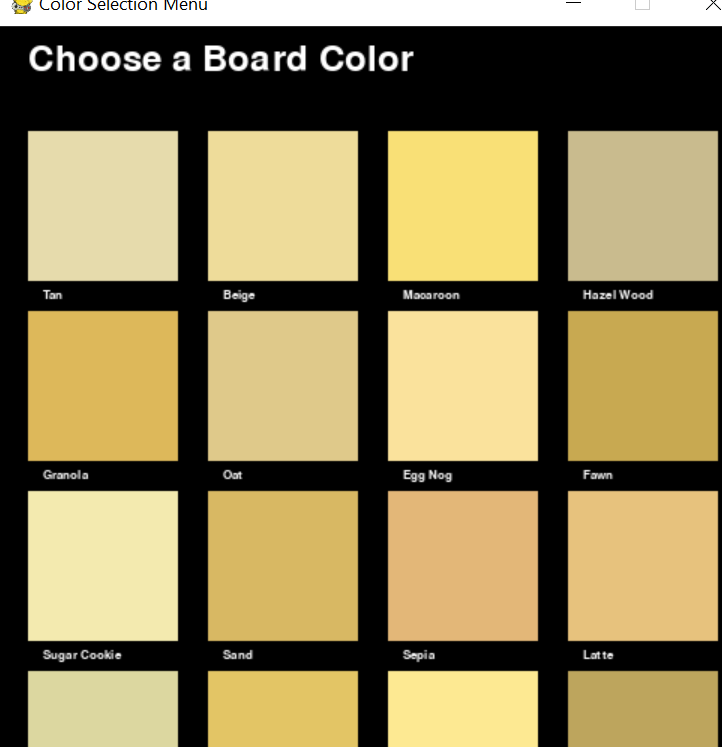 Color Selection Menu
Choose a Board Color
Tan
Beige
Macaroon
Hazel Wood
Granola
Oat
Egg Nog
Fawn
Sugar Cookie
Sand
Sepia
Latte